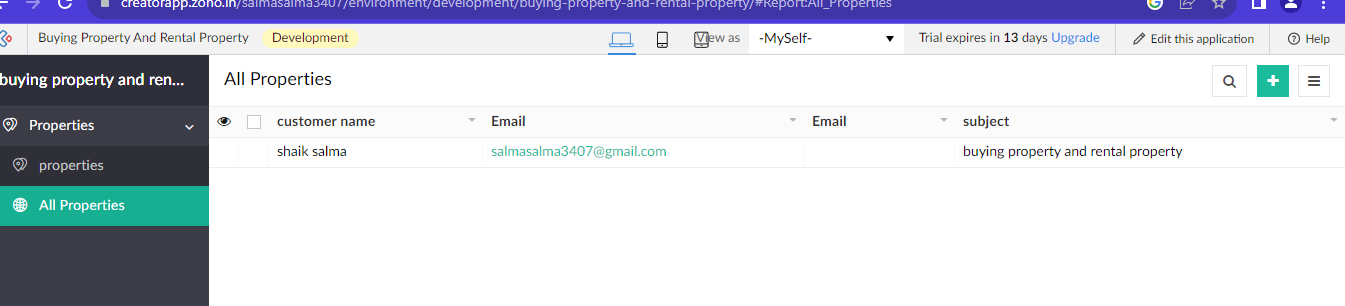 creatorapp.zoho.in/salmasalma3407/environment/development/buying-property-and-rental-property/#Report:All_Properties
Buying Property And Rental Property Development View as -MySelf- Trial expires in 13 days Upgrade Edit this application Help
buying property and ren... All Properties
Properties
properties
All Properties
customer name Email Email subject
shaik salma salmasalma3407@gmail.com buying property and rental property